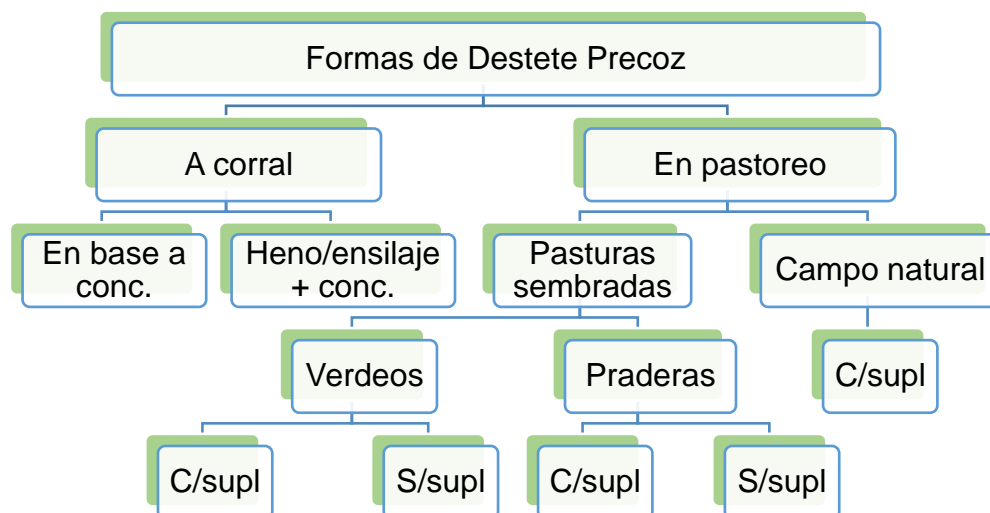 Formas de Destete Precoz
A corral
En pastoreo
En base a
conc.
Heno/ensilaje
+ conc.
Pasturas
sembradas
Campo natural
Verdeos
Praderas
C/supl
C/supl
S/supl
C/supl
S/supl